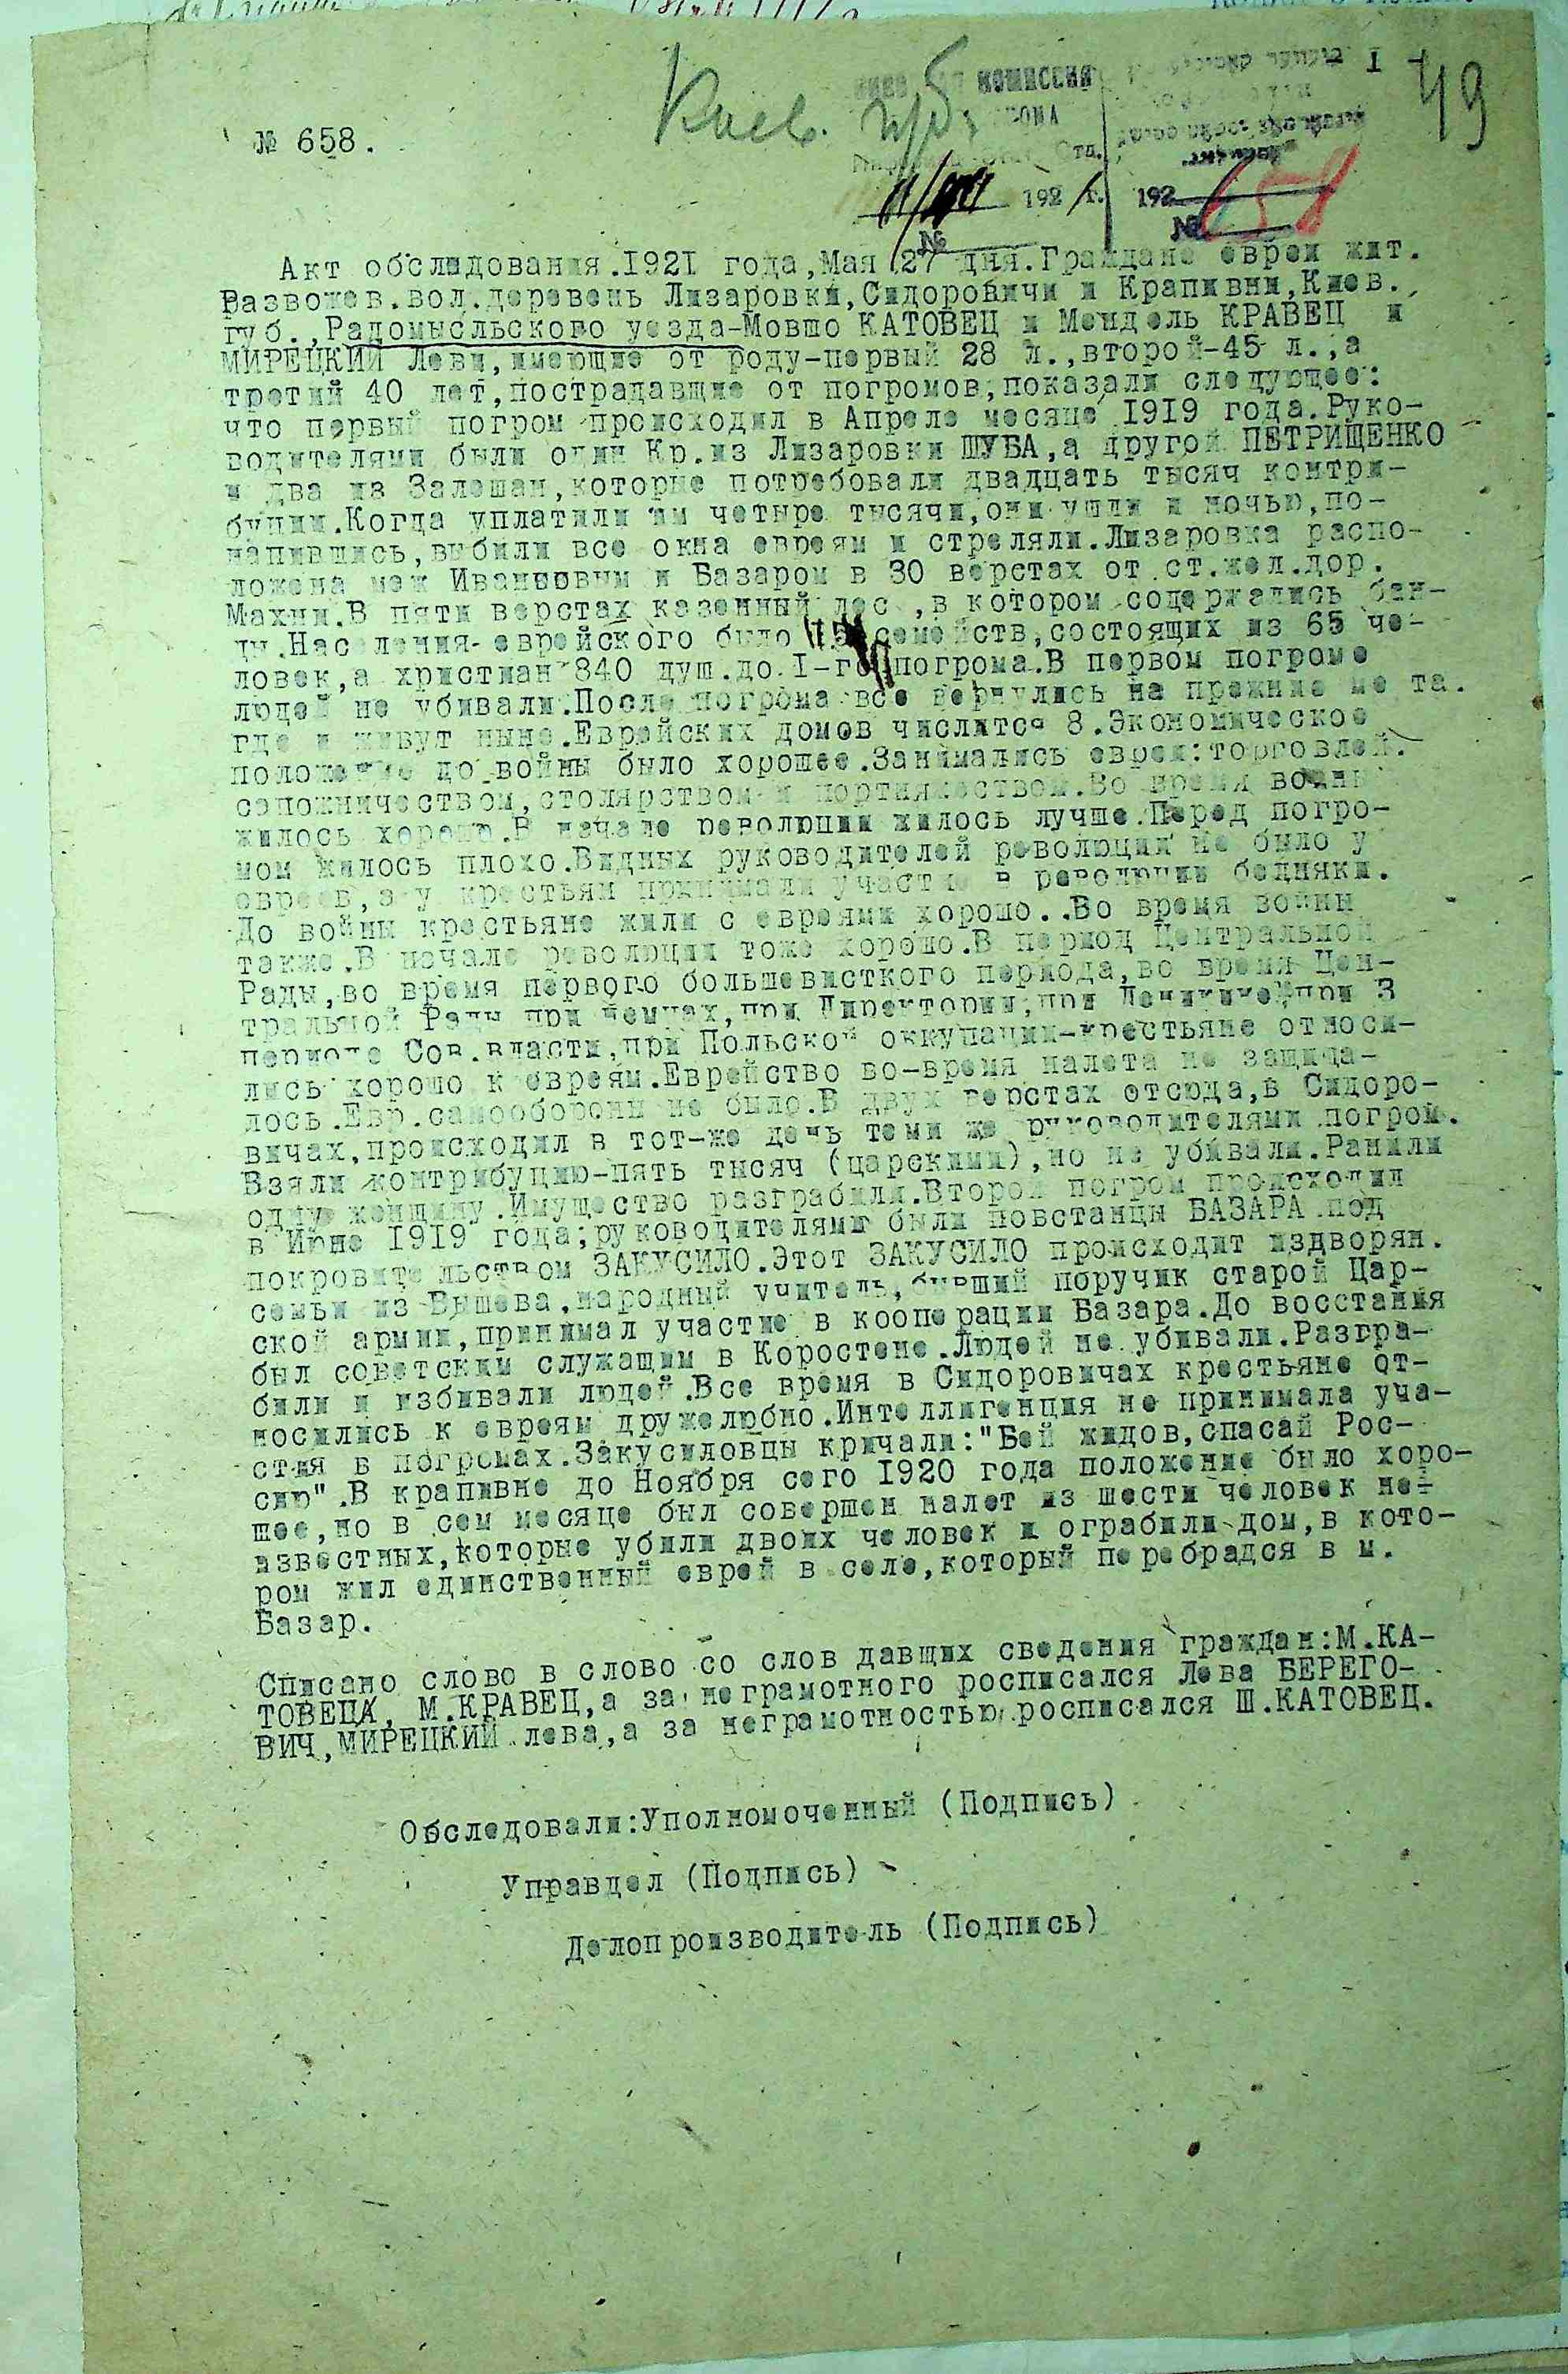 49
Киев. губ.
I
КОМИССИЯ
Отд.
192 г. 192
№ 658
№
№ 658.
Акт обследования.1921 года,Мая 27 дня.Граждане евреи жит.
Развожев.вол.деревень Лизаровки,Сидоровичи и Крапивни,Киев.
губ.,Радомысльсково уезда-Мовшо КАТОВЕЦ и Мендель КРАВЕЦ и
МИРЕЦКИЙ Леви,имеющие от роду-первый 28 л.,второй-45 л.,а
третий 40 лет,пострадавшие от погромов,показали следующее:
что первый погром происходил в Апреле месяце 1919 года.Руко-
водителями были один Кр.из Лизаровки ШУБА,а другой ПЕТРИЩЕНКО
и два из Залешан,которые потребовали двадцать тысяч контри-
буции.Когда уплатили им четыре тысячи,они ушли и ночью,по-
напившись,выбили все окна евреям и стреляли.Лизаровка распо-
ложена меж Ивановым и Базаром в 30 верстах от ст.жел.дор.
Махни.В пяти верстах казенный лес ,в котором содержались бан-
ды.Населения-еврейского было 15 семейств,состоящих из 65 че-
ловек,а христиан 840 душ.до I-го погрома.В первом погроме
людей не убивали.После погрома все вернулись на прежние ме та.
где и живут ныне.Еврейских домов числится 8.Экономическое
положение до войны было хорошее.Занимались евреи:торговлей.
сопожничеством,столярством и портняжеством.Во время войны
жилось хорошо.В начале революции жилось лучше.Перед погро-
мом жилось плохо.Видных руководителей революции не было у
евреев,а у крестьян принимали участие в революции бедняки.
До войны крестьяне жили с евреями хорошо..Во время войны
также.В начале революции тоже хорошо.В период Центральной
Рады,во время первого большевисткого периода,во время Цен-
тральной Рады при немцах,при Директории,при Деникине,при 3
периоде Сов.власти,при Польской оккупации-крестьяне относи-
лись хорошо к евреям.Еврейство во-время налета не защища-
лось.Евр.самообороны не было.В двух верстах отсюда,в Сидоро-
вичах,происходил в тот-же день теми же руководителями погром.
Взяли контрибуцию-пять тысяч (царскими),но не убивали.Ранили
одну женщину.Имущество разграбили.Второй погром происходил
в Июне 1919 года;руководителями были повстанцы БАЗАРА под
покровительством ЗАКУСИЛО.Этот ЗАКУСИЛО происходит издворян.
семьи из Вышева,народный учитель,бывший поручик старой Цар-
ской армии,принимал участие в кооперации Базара.До восстания
был советским служащим в Коростене.Людей не убивали.Разгра-
били и избивали людей.Все время в Сидоровичах крестьяне от-
носились к евреям дружелюбно.Интеллигенция не принимала уча-
стия в погромах.Закусиловцы кричали:"Бей жидов,спасай Рос-
сию".В крапивне до Ноября сего 1920 года положение было хоро-
шее,но в сем месяце был совершен налет из шести человек не-
известных,которые убили двоих человек и ограбили дом,в кото-
ром жил единственный еврей в селе,который перебрадся в м.
Базар.
Списано слово в слово со слов давщих сведения граждан:М.КА-
ТОВЕЦА, М.КРАВЕЦ,а за неграмотного росписался Лева БЕРЕГО-
ВИЧ,МИРЕЦКИЙ лева,а за неграмотностью росписался Ш.КАТОВЕЦ.
Обследовали:Уполномоченный (Подпись)
Управдел (Подпись)
Делопроизводитель (Подпись)